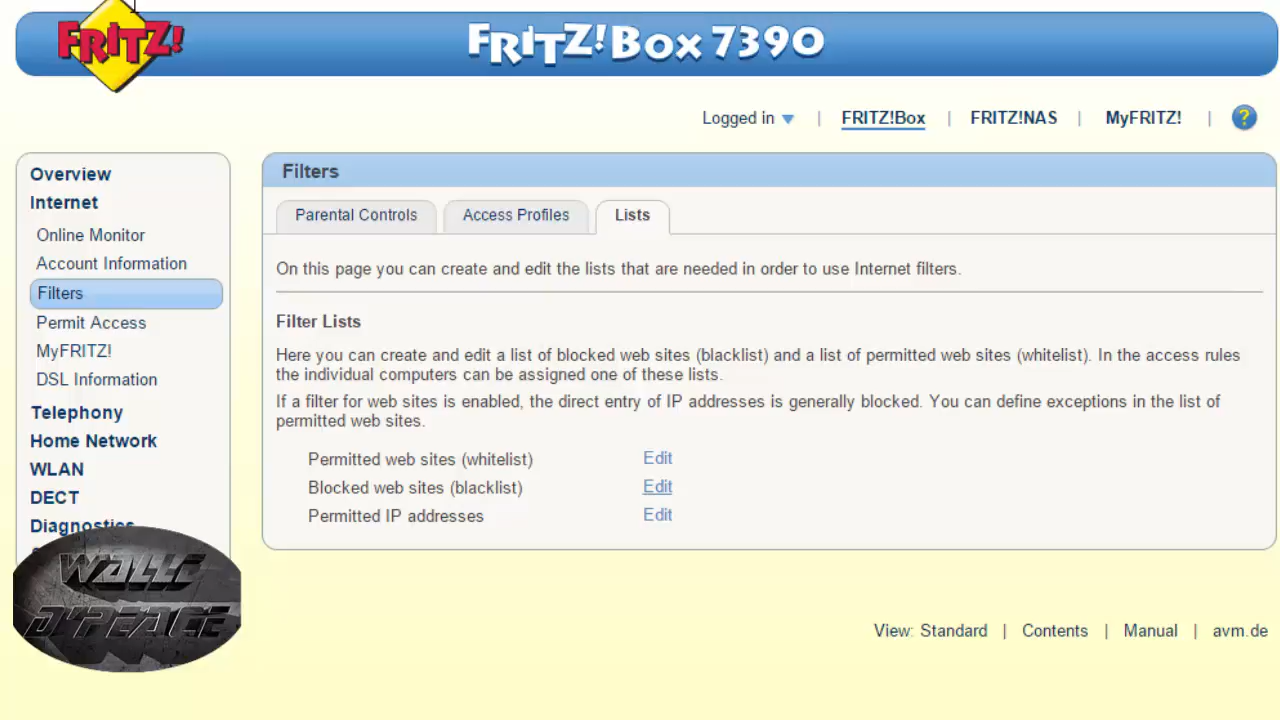 FRITZ!
FRITZ!Box 7390
Logged in | FRITZ!Box | FRITZ!NAS | MyFRITZ! | ?
Overview
Internet
Online Monitor
Account Information
Filters
Permit Access
MyFRITZ!
DSL Information
Telephony
Home Network
WLAN
DECT
Diagnostics
WALLE
D'PEACE
Filters
Parental Controls
Access Profiles
Lists
On this page you can create and edit the lists that are needed in order to use Internet filters.
Filter Lists
Here you can create and edit a list of blocked web sites (blacklist) and a list of permitted web sites (whitelist). In the access rules
the individual computers can be assigned one of these lists.
If a filter for web sites is enabled, the direct entry of IP addresses is generally blocked. You can define exceptions in the list of
permitted web sites.
Permitted web sites (whitelist) Edit
Blocked web sites (blacklist) Edit
Permitted IP addresses Edit
View: Standard | Contents | Manual | avm.de